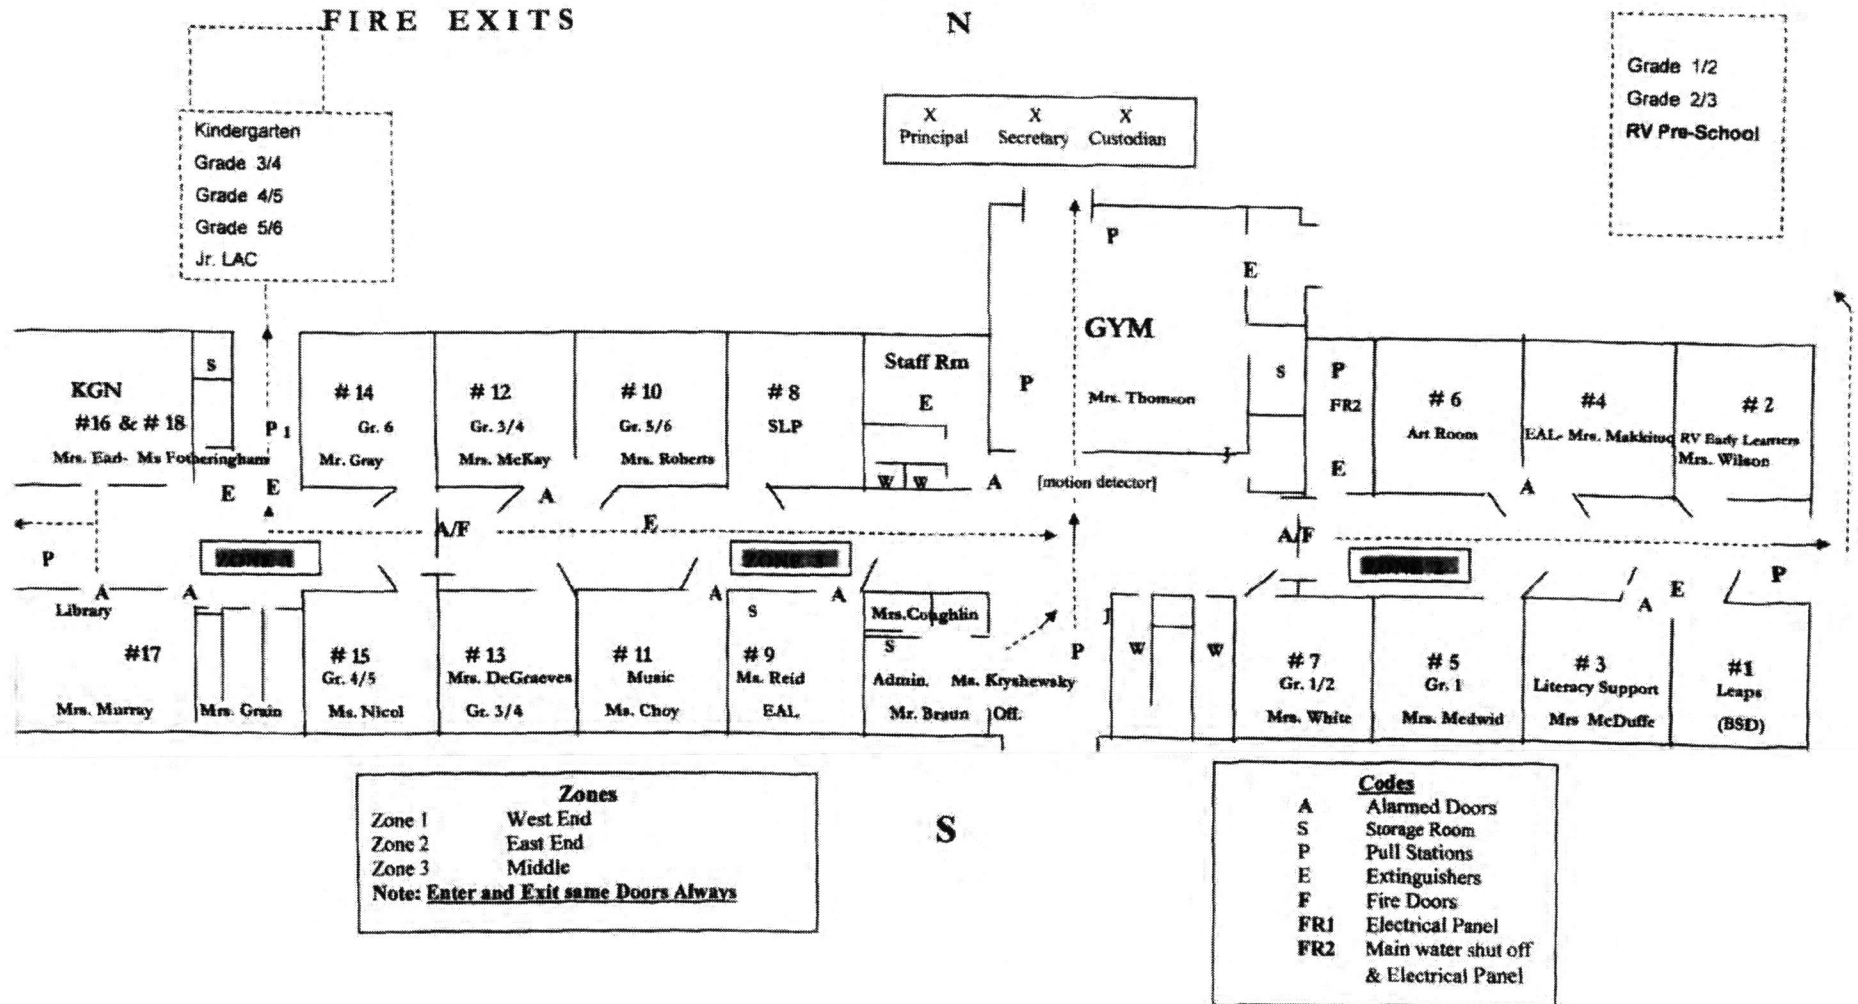 FIRE EXITS
N
Kindergarten
Grade 3/4
Grade 4/5
Grade 5/6
Jr. LAC
X X X
Principal Secretary Custodian
Grade 1/2
Grade 2/3
RV Pre-School
P
E
GYM
P
Mrs. Thomson
S
P
FR2
E
J
S
KGN
#16 & # 18
Mrs. Earl- Ms Fotheringham
P 1
E E
# 14
Gr. 6
Mr. Gray
# 12
Gr. 3/4
Mrs. McKay
# 10
Gr. 5/6
Mrs. Roberts
# 8
SLP
Staff Rm
E
W W
A
[motion detector]
# 6
Art Room
#4
EAL- Mrs. Makkituq
# 2
RV Early Learners
Mrs. Wilson
A
A
A/F
E
A/F
P
ZONE 3
ZONE 2
P
A
A
A
A
A
E
Library
#17
Mrs. Murray
Mrs. Grain
# 15
Gr. 4/5
Ms. Nicol
# 13
Mrs. DeGraeves
Gr. 3/4
# 11
Music
Ms. Choy
S
# 9
Ms. Reid
EAL
Mrs.Coughlin
S
Admin. Ms. Kryshewsky
Mr. Braun Off.
P
J
W
W
# 7
Gr. 1/2
Mrs. White
# 5
Gr. 1
Mrs. Medwid
# 3
Literacy Support
Mrs McDuffe
#1
Leaps
(BSD)
Zones
Zone 1 West End
Zone 2 East End
Zone 3 Middle
Note: Enter and Exit same Doors Always
S
Codes
A Alarmed Doors
S Storage Room
P Pull Stations
E Extinguishers
F Fire Doors
FR1 Electrical Panel
FR2 Main water shut off
& Electrical Panel